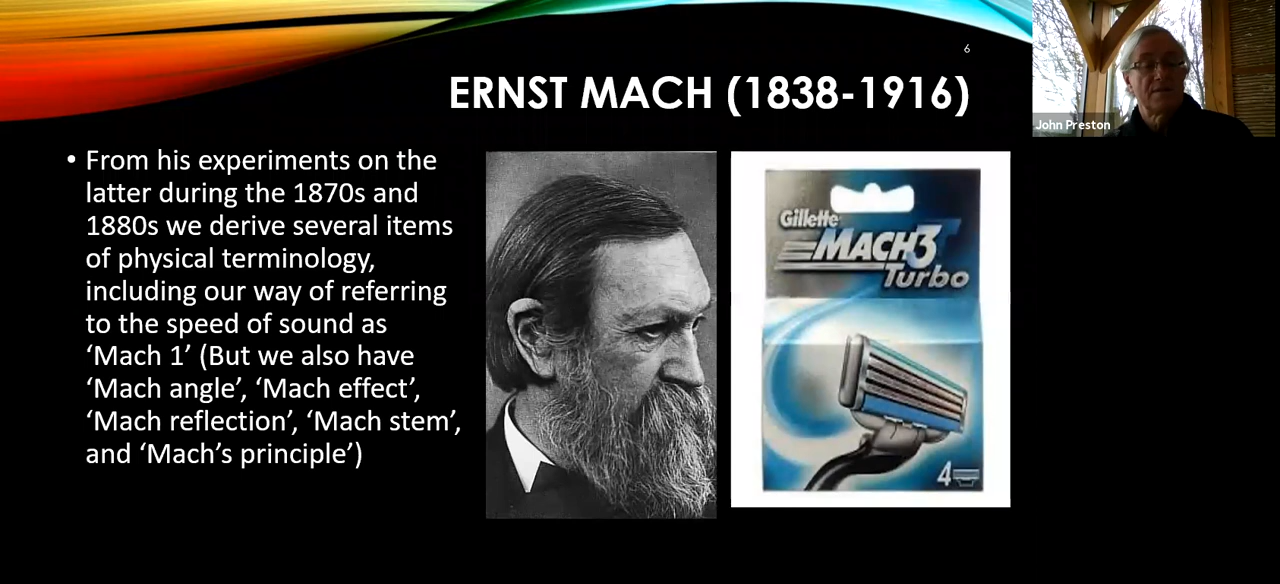 6
ERNST MACH (1838-1916)
John Preston
• From his experiments on the
latter during the 1870s and
1880s we derive several items
of physical terminology,
including our way of referring
to the speed of sound as
‘Mach 1’ (But we also have
‘Mach angle’, ‘Mach effect’,
‘Mach reflection’, ‘Mach stem’,
and ‘Mach’s principle’)
Gillette
MACH3
Turbo
4